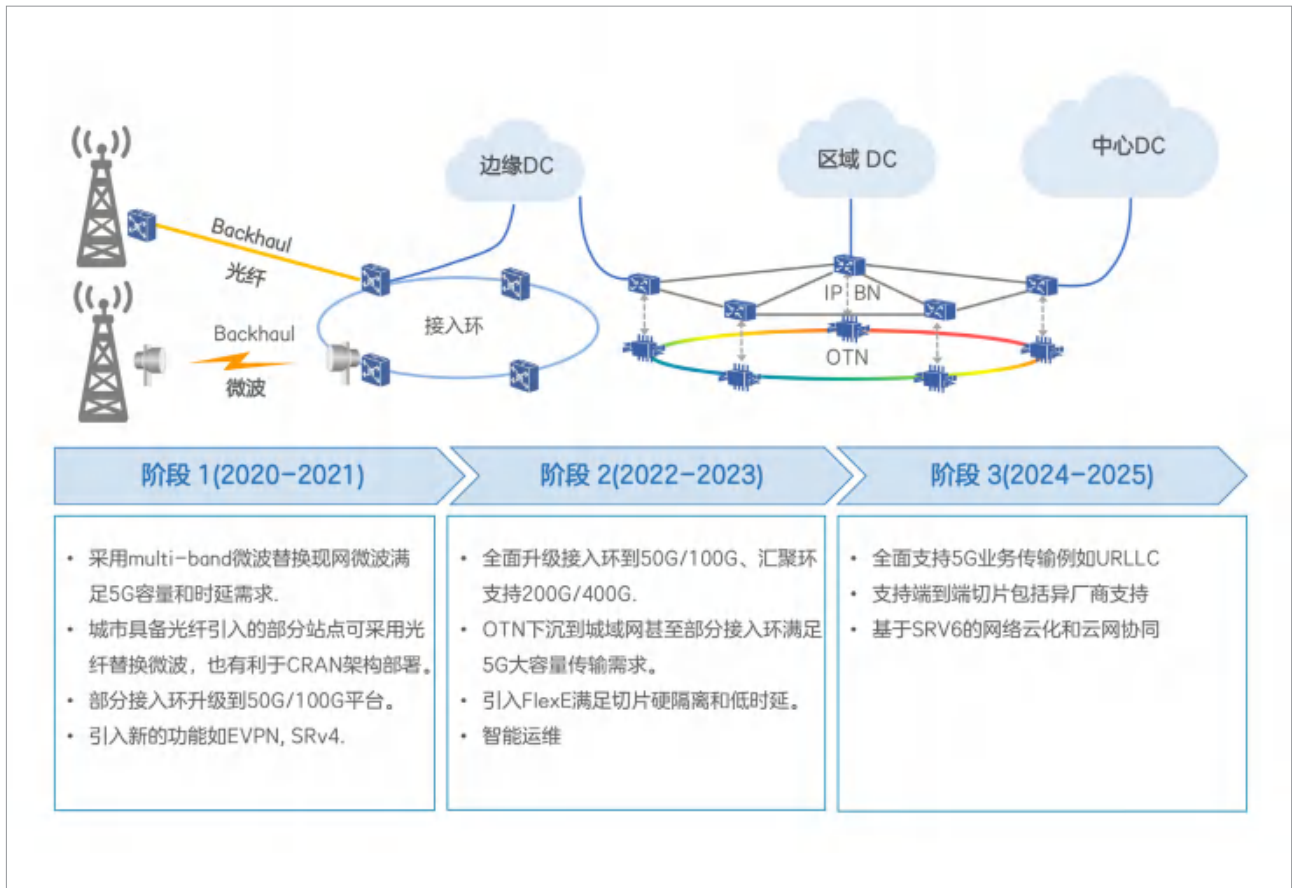 边缘DC
区域 DC
中心DC
Backhaul
光纤
Backhaul
微波
接入环
IP BN
OTN
阶段 1(2020-2021)
阶段 2(2022-2023)
阶段 3(2024-2025)
• 采用multi-band微波替换现网微波满
足5G容量和时延需求.
• 城市具备光纤引入的部分站点可采用光
纤替换微波，也有利于CRAN架构部署。
• 部分接入环升级到50G/100G平台。
• 引入新的功能如EVPN, SRv4.
• 全面升级接入环到50G/100G、汇聚环
支持200G/400G.
• OTN下沉到城域网甚至部分接入环满足
5G大容量传输需求。
• 引入FlexE满足切片硬隔离和低时延。
• 智能运维
• 全面支持5G业务传输例如URLLC
• 支持端到端切片包括异厂商支持
• 基于SRV6的网络云化和云网协同